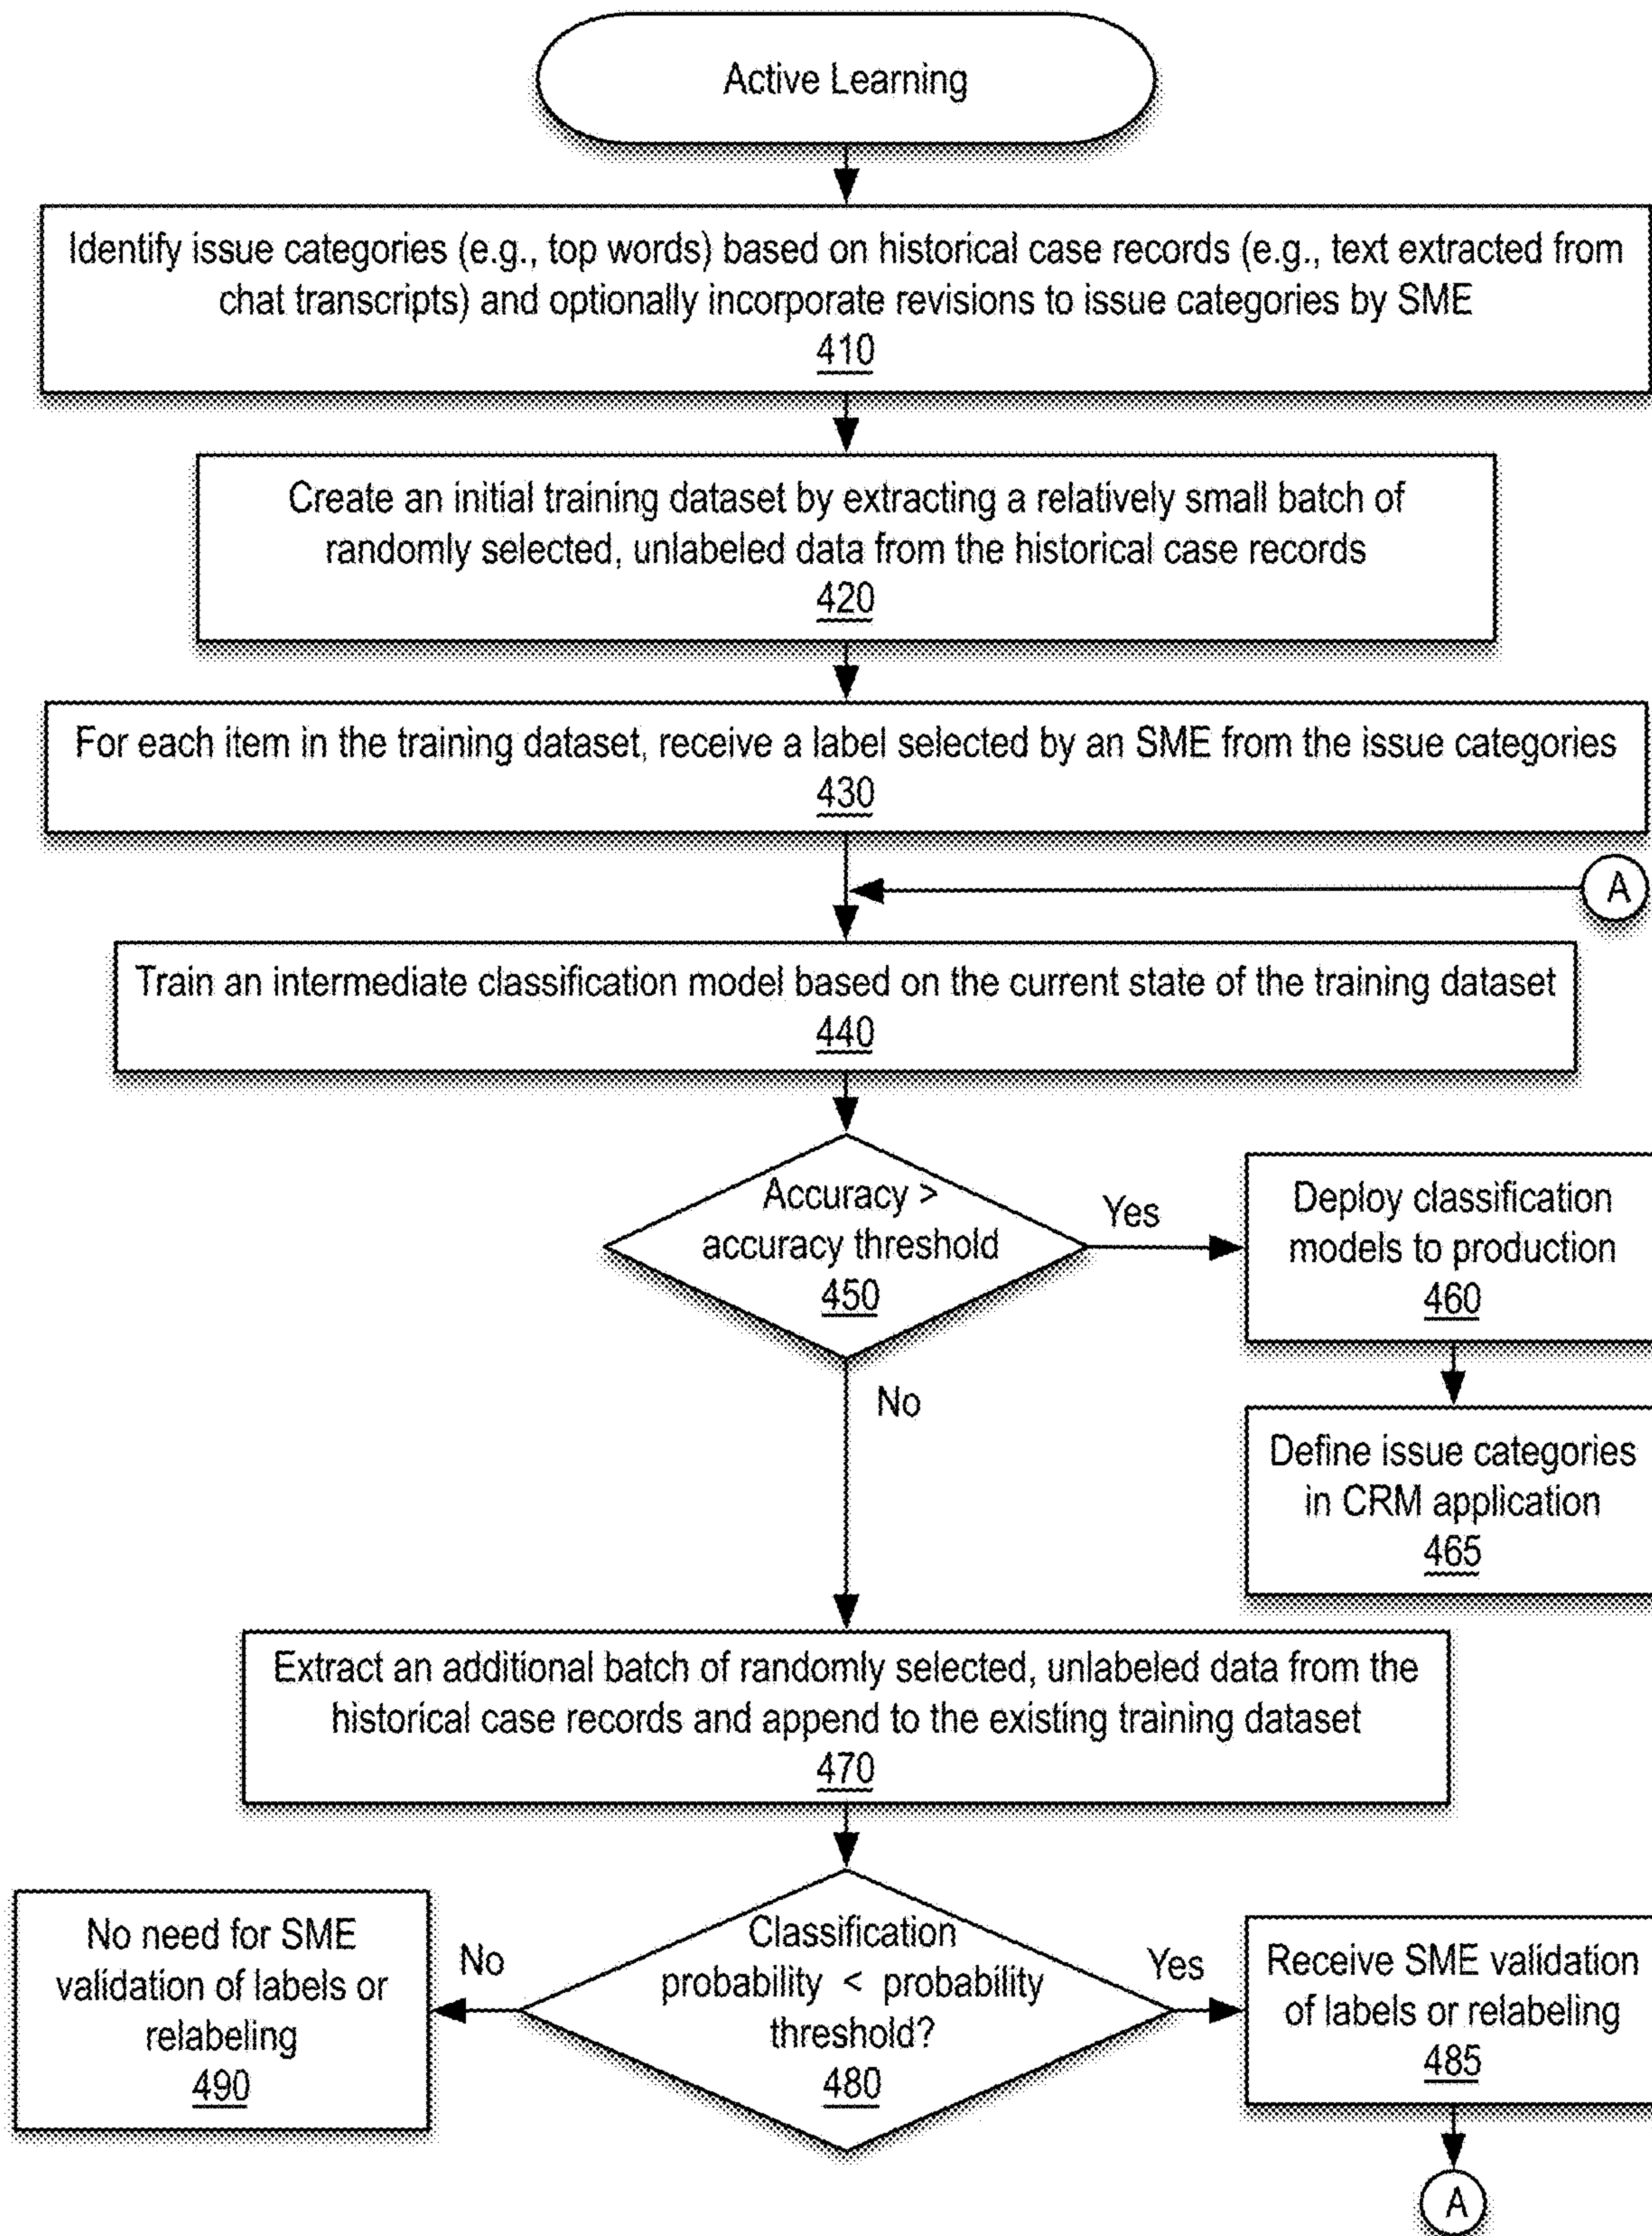 Active Learning
Identify issue categories (e.g., top words) based on historical case records (e.g., text extracted from
chat transcripts) and optionally incorporate revisions to issue categories by SME
410
Create an initial training dataset by extracting a relatively small batch of
randomly selected, unlabeled data from the historical case records
420
For each item in the training dataset, receive a label selected by an SME from the issue categories
430
A
Train an intermediate classification model based on the current state of the training dataset
440
Accuracy >
accuracy threshold
450
Yes
Deploy classification
models to production
460
No
Define issue categories
in CRM application
465
Extract an additional batch of randomly selected, unlabeled data from the
historical case records and append to the existing training dataset
470
No need for SME
validation of labels or
relabeling
490
No
Classification
probability < probability
threshold?
480
Yes
Receive SME validation
of labels or relabeling
485
A